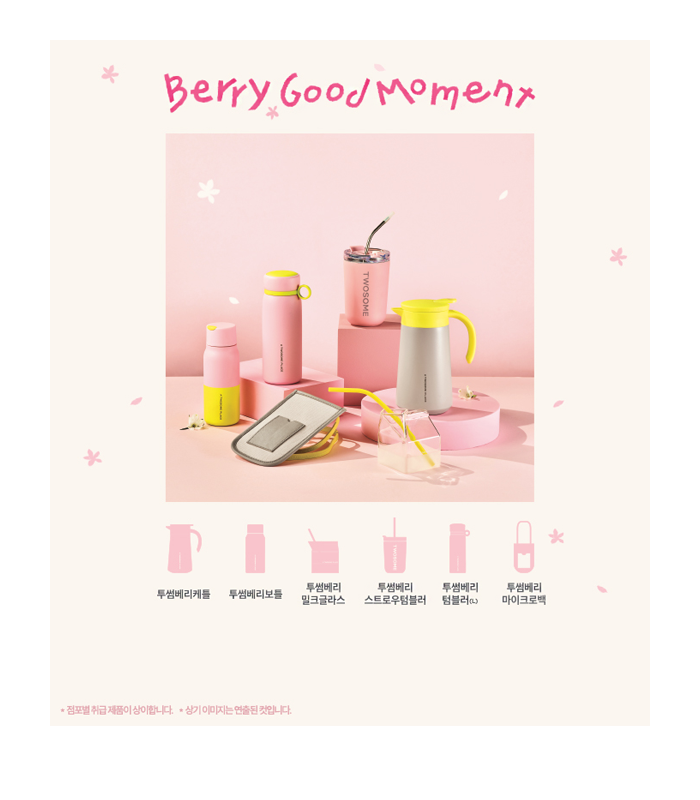 Berry Good Moment
TWOSOME
투썸베리케틀
투썸베리보틀
투썸베리
밀크글라스
투썸베리
스트로우텀블러
투썸베리
텀블러(L)
투썸베리
마이크로백
* 점포별 취급 제품이 상이합니다. * 상기 이미지는 연출된 컷입니다.